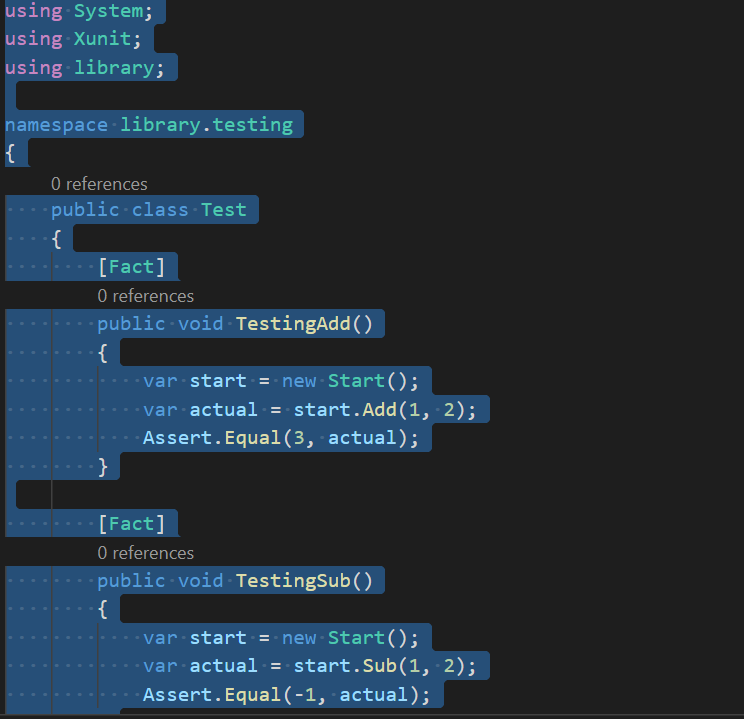 using System;
using Xunit;
using library;
namespace library.testing
{
0 references
public class Test
{
[Fact]
0 references
public void TestingAdd()
{
var start = new Start();
var actual = start.Add(1, 2);
Assert.Equal(3, actual);
}
[Fact]
0 references
public void TestingSub()
{
var start = new Start();
var actual = start.Sub(1, 2);
Assert.Equal(-1, actual);